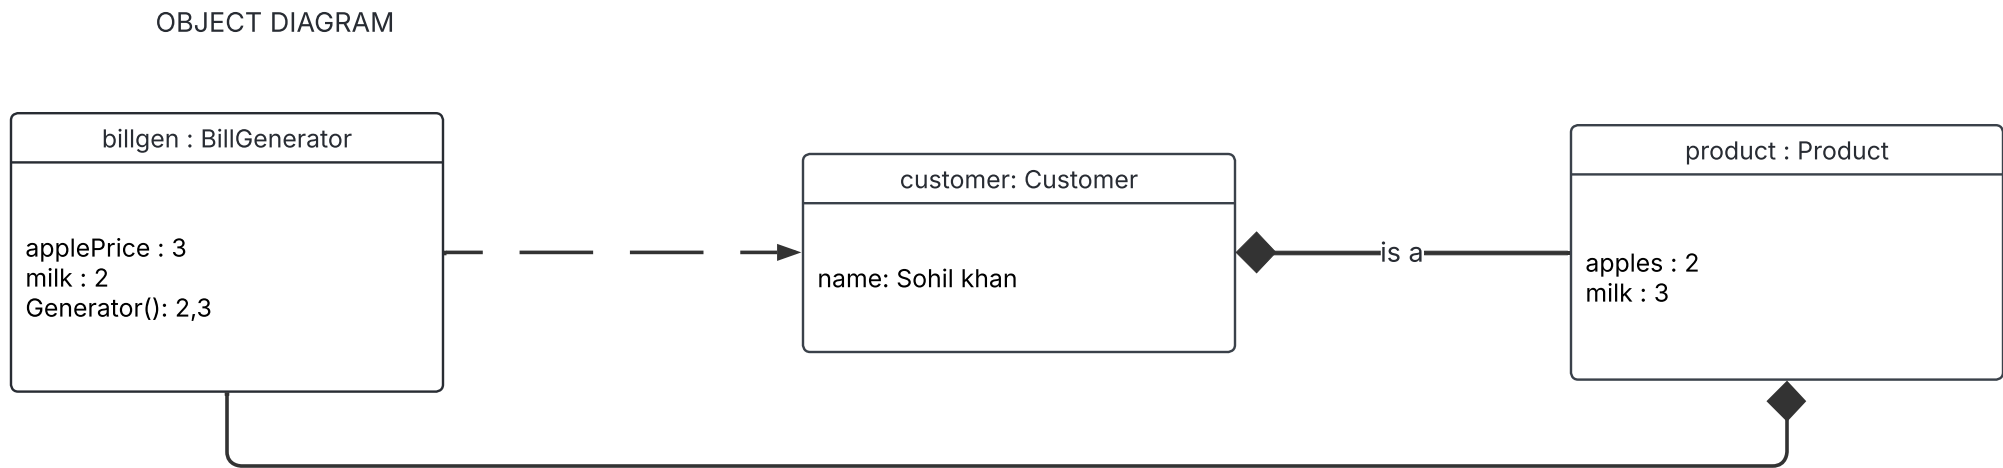 OBJECT DIAGRAM
billgen : BillGenerator
applePrice : 3
milk : 2
Generator(): 2,3
customer: Customer
name: Sohil khan
is a
product : Product
apples : 2
milk : 3